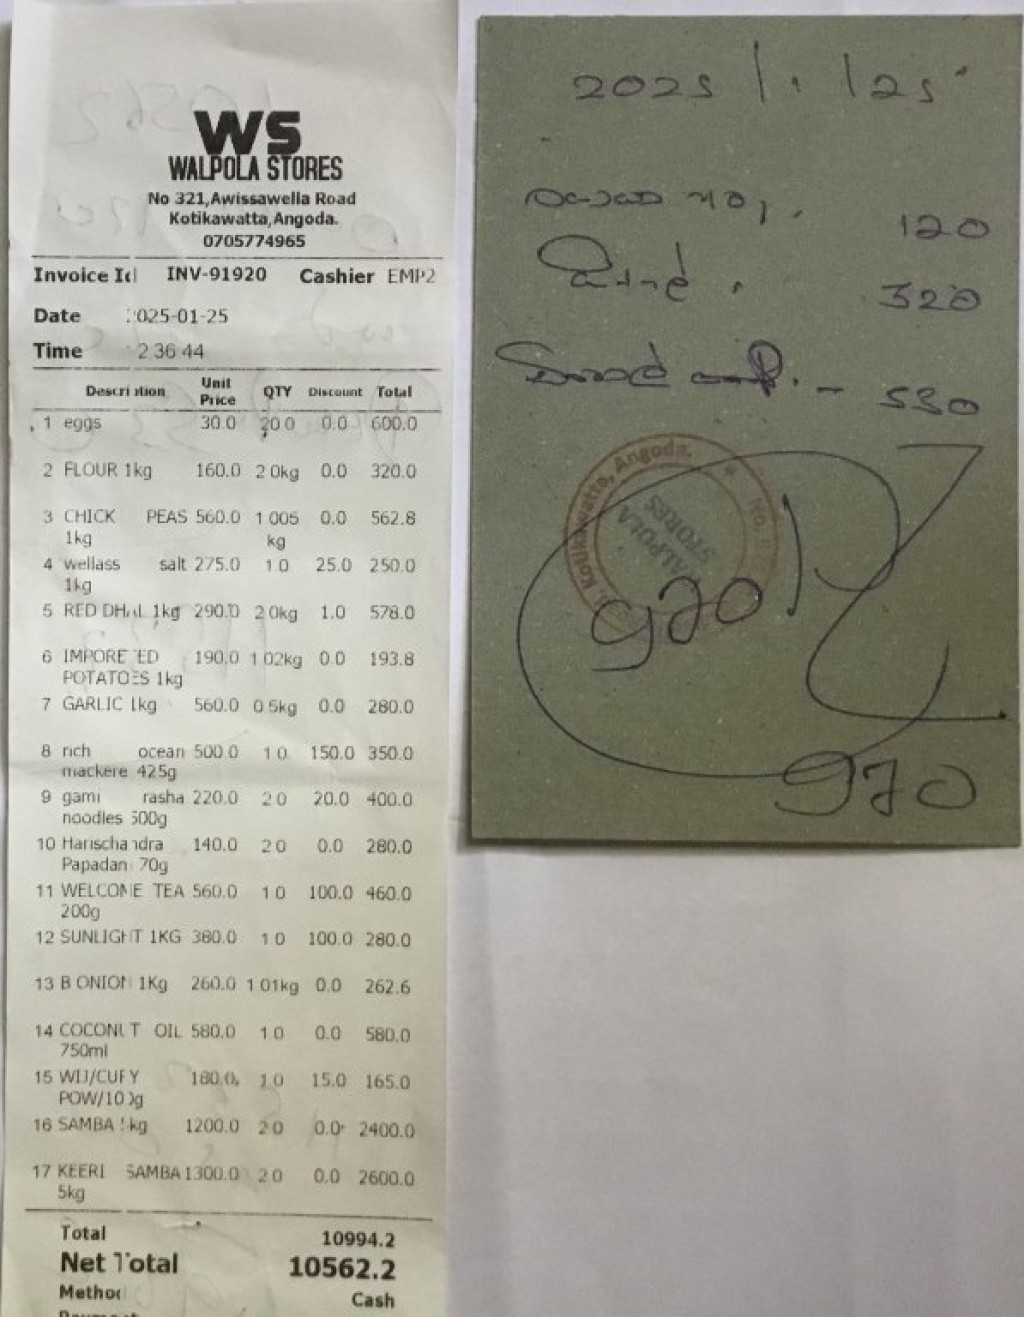 WS
WALPOLA STORES
No 321,Awissawella Road
Kotikawatta,Angoda.
0705774965
Invoice Id INV-91920 Cashier EMP2
Date 2025-01-25
Time 2 36 44
Description Unit Price QTY Discount Total
1 eggs 30.0 20 0 0.0 600.0
2 FLOUR 1kg 160.0 2 0kg 0.0 320.0
3 CHICK PEAS 560.0 1 005 0.0 562.8
1kg kg
4 wellass salt 275.0 1 0 25.0 250.0
1kg
5 RED DHAL 1kg 290.0 2 0kg 1.0 578.0
6 IMPORETED 190.0 1 02kg 0.0 193.8
POTATOES 1kg
7 GARLIC 1kg 560.0 0 5kg 0.0 280.0
8 rich ocean 500 0 1 0 150.0 350.0
mackere 425g
9 gami rasha 220.0 2 0 20.0 400.0
noodles 500g
10 Harischandra 140.0 2 0 0.0 280.0
Papadan 70g
11 WELCOME TEA 560.0 1 0 100.0 460.0
200g
12 SUNLIGHT 1KG 380.0 1 0 100.0 280.0
13 B ONION 1Kg 260.0 1 01kg 0.0 262.6
14 COCONUT OIL 580.0 1 0 0.0 580.0
750ml
15 WIJ/CURY 180.0 1 0 15.0 165.0
POW/100g
16 SAMBA 5kg 1200.0 2 0 0.0 2400.0
17 KEERI SAMBA 1300.0 2 0 0.0 2600.0
5kg
Total 10994.2
Net Total 10562.2
Method Cash
2025/1/25
120
320
530
Kotikawatta, Angoda.
WALPOLA
STORES
970
970